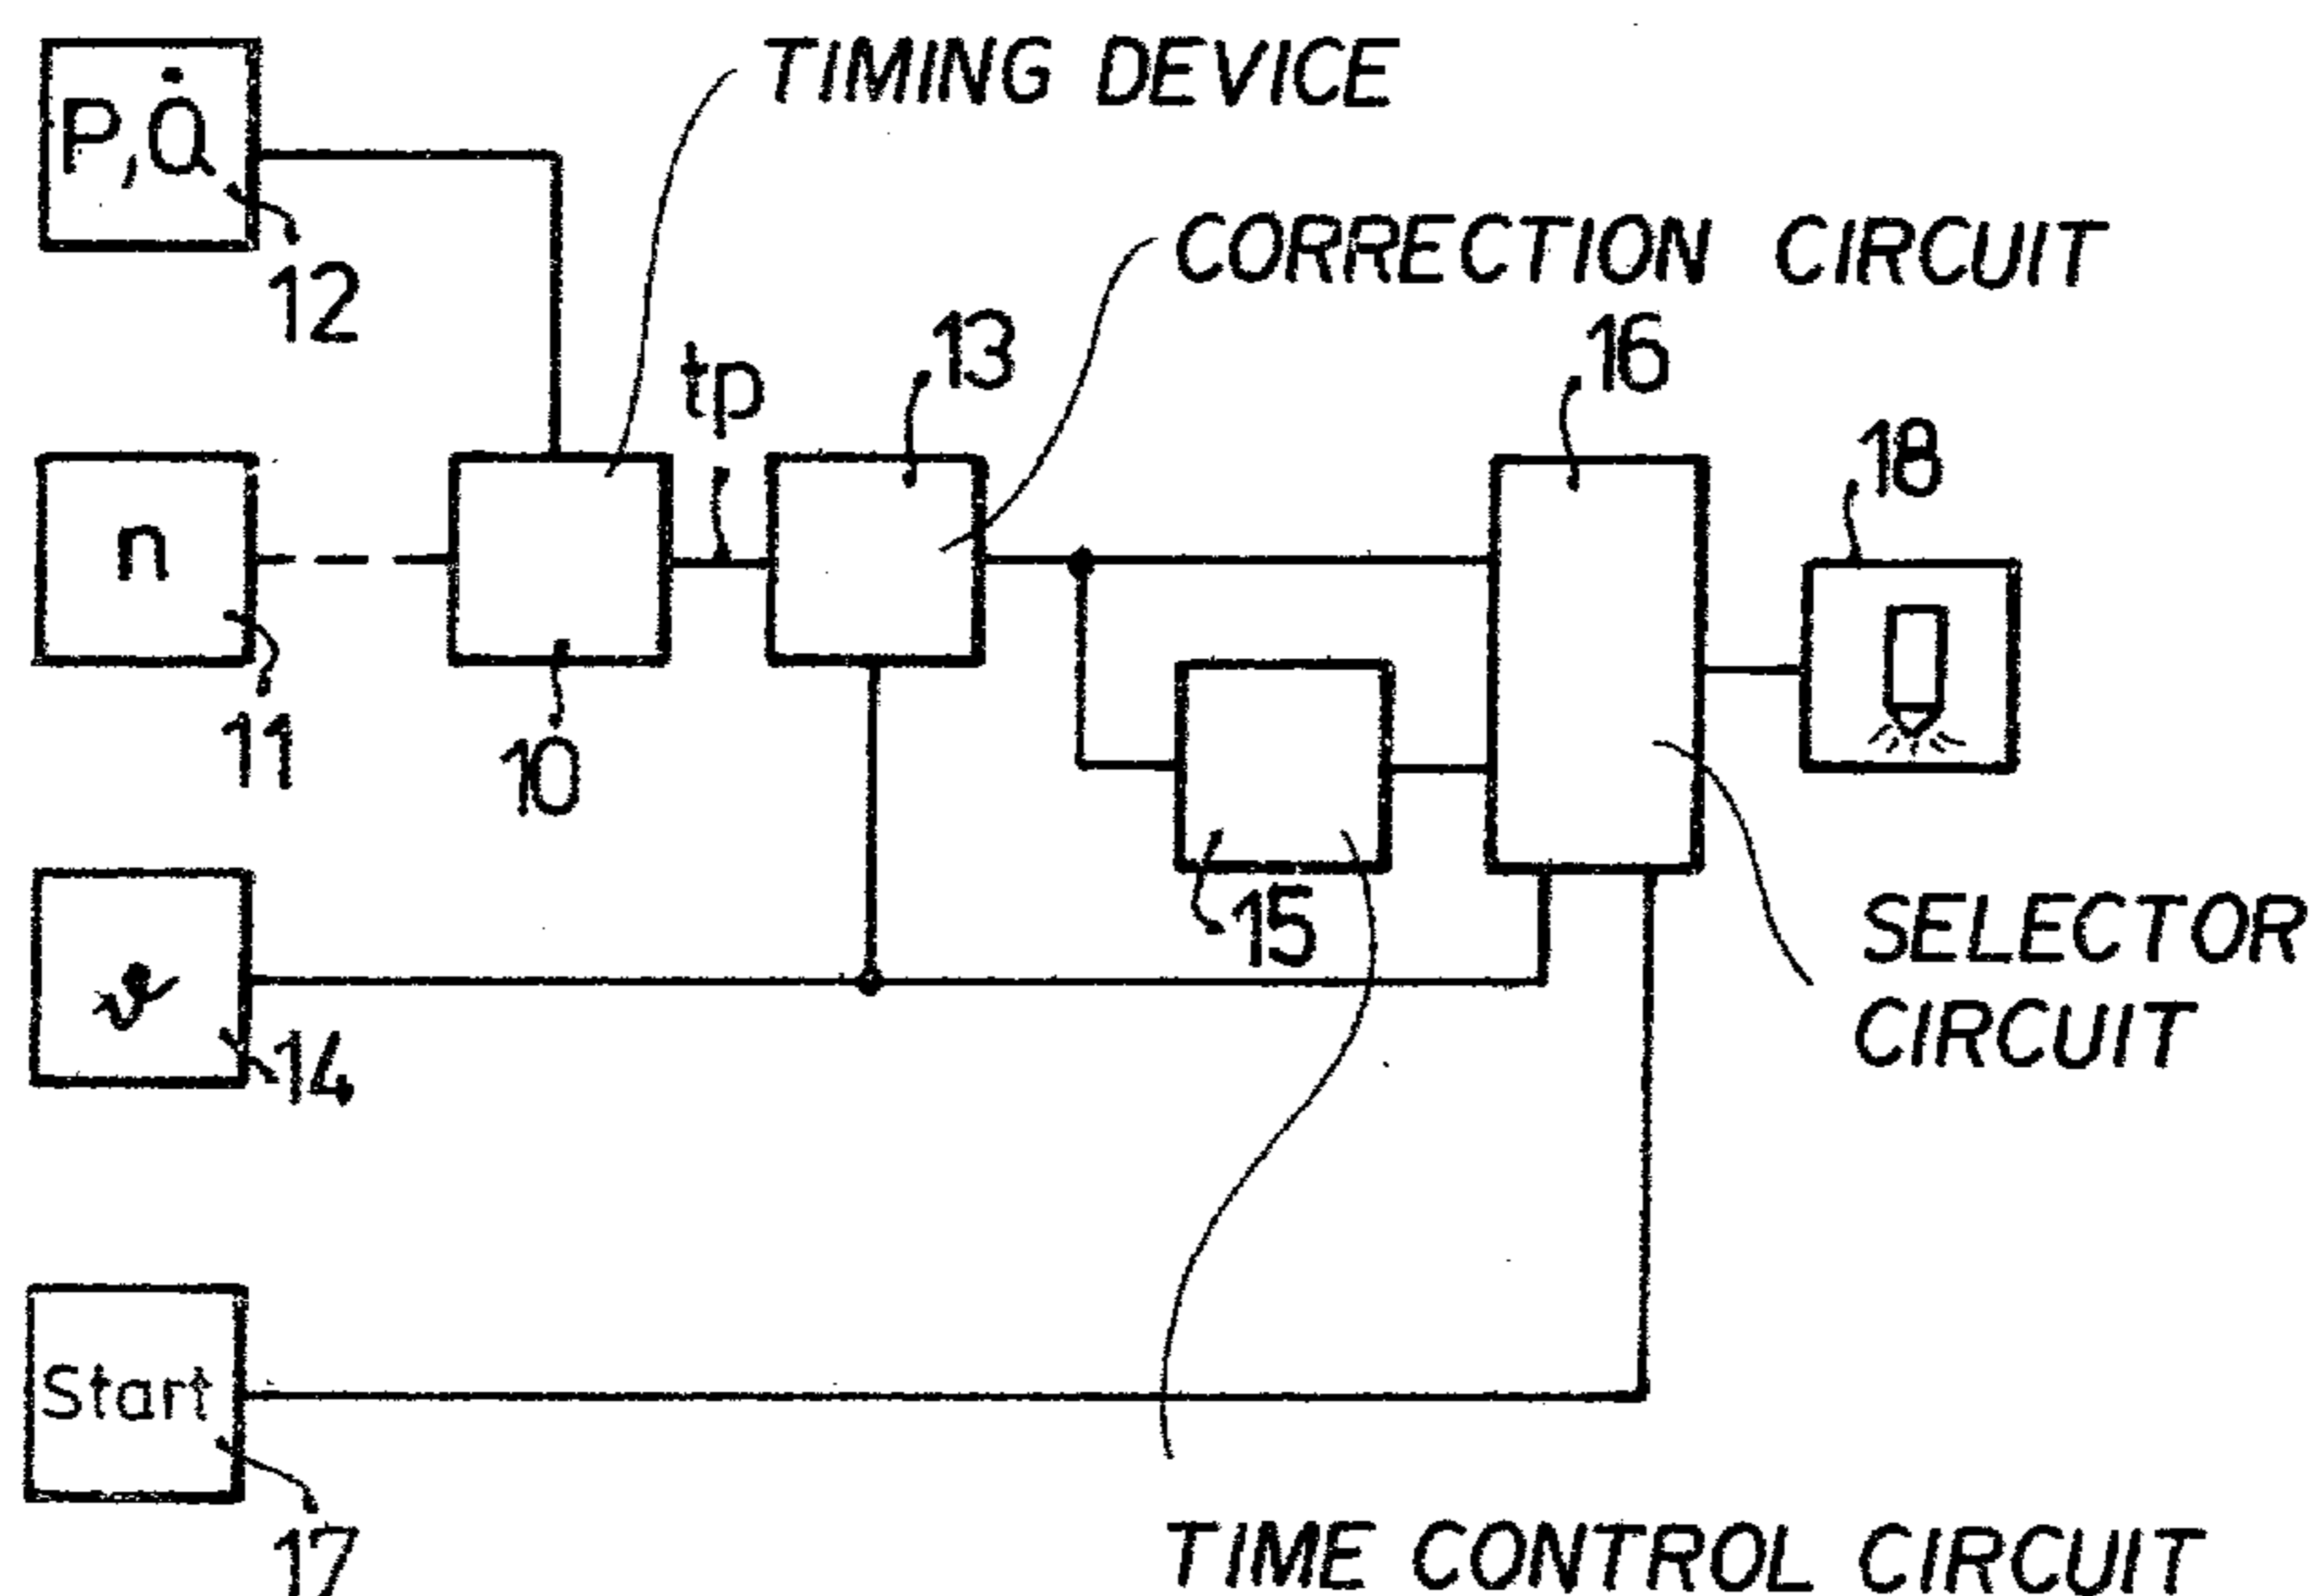 TIMING DEVICE
P, Q̇
12
CORRECTION CIRCUIT
13
16
tp
18
n
11
10
15
SELECTOR
CIRCUIT
ϑ
14
Start
17
TIME CONTROL CIRCUIT